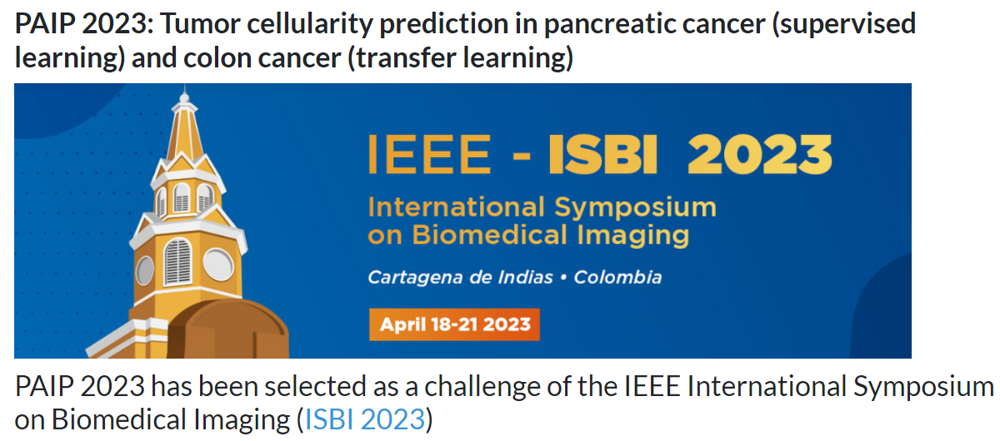 PAIP 2023: Tumor cellularity prediction in pancreatic cancer (supervised
learning) and colon cancer (transfer learning)
IEEE - ISBI 2023
International Symposium
on Biomedical Imaging
Cartagena de Indias • Colombia
April 18-21 2023
PAIP 2023 has been selected as a challenge of the IEEE International Symposium
on Biomedical Imaging (ISBI 2023)